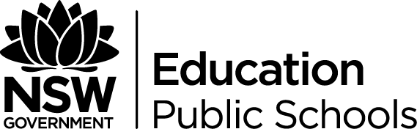 NSW
GOVERNMENT
Education
Public Schools